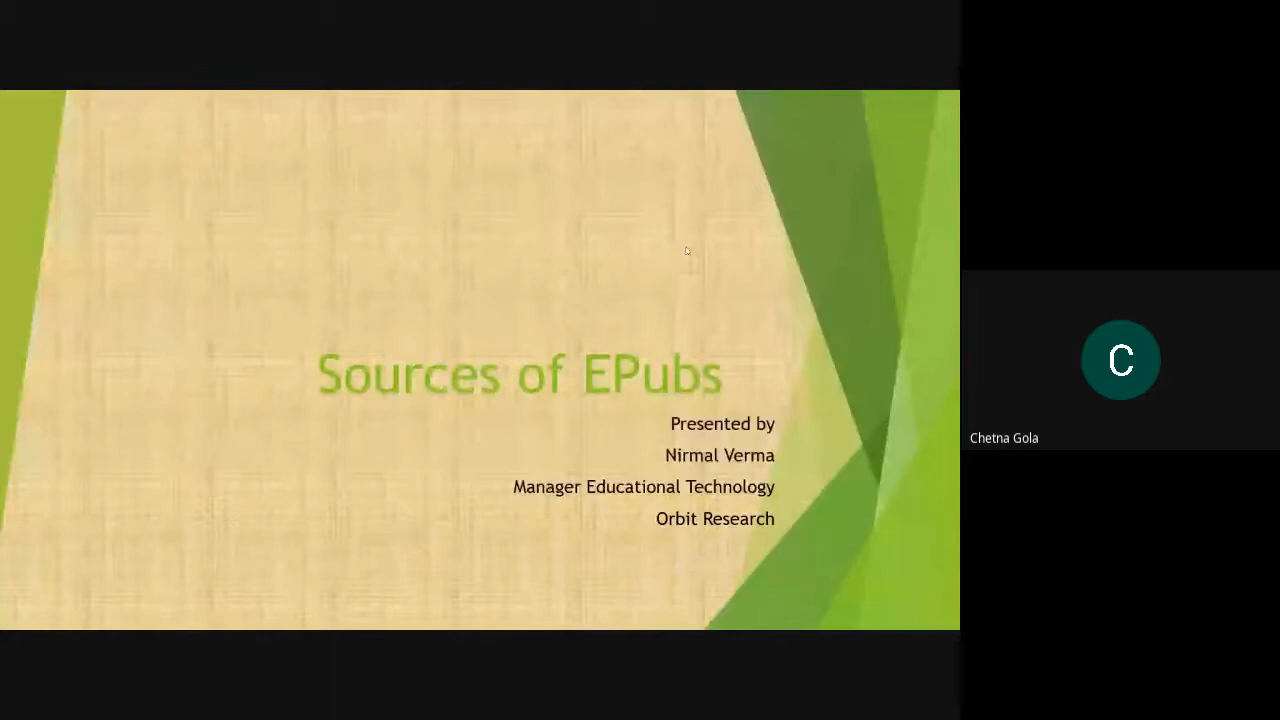 Sources of EPubs
Presented by
Nirmal Verma
Manager Educational Technology
Orbit Research
C
Chetna Gola